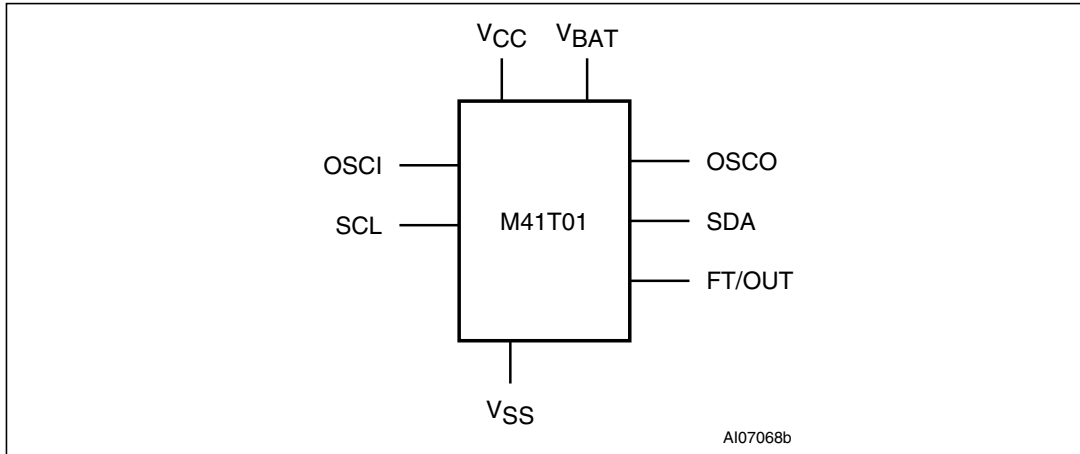 VCC VBAT
OSCI OSCO
SCL M41T01 SDA
FT/OUT
VSS
AI07068b